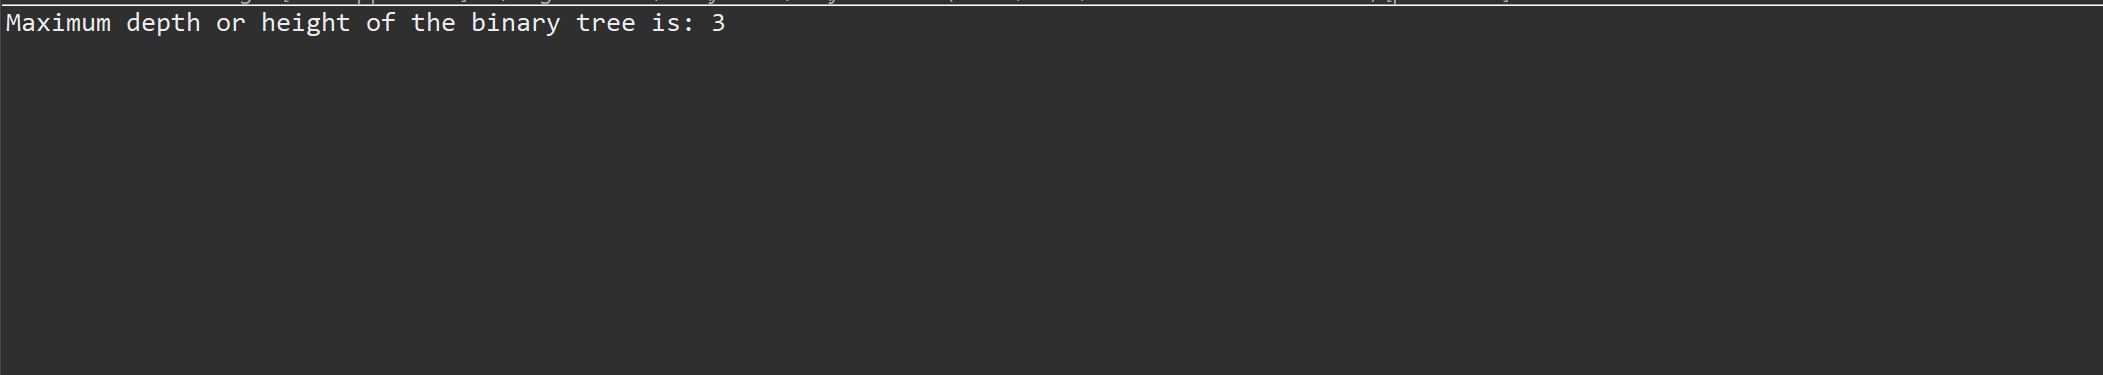 Maximum depth or height of the binary tree is: 3